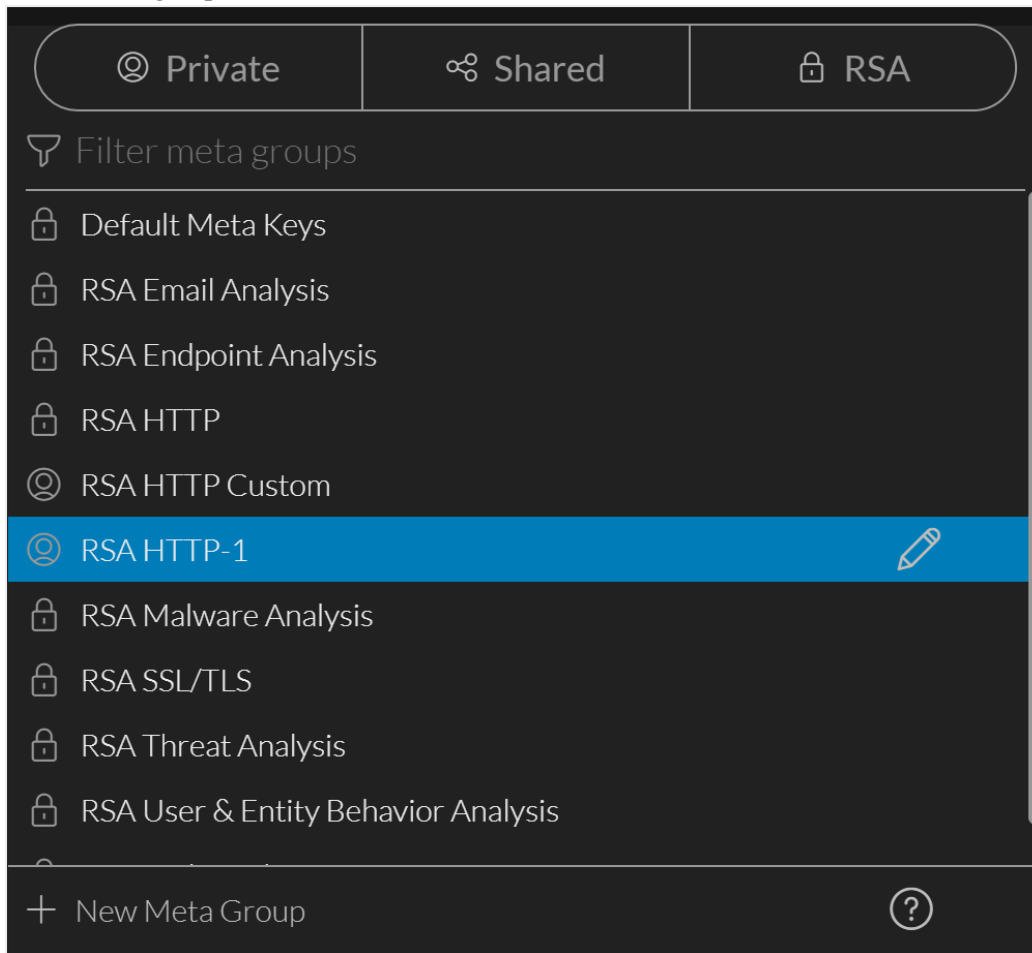 Private Shared RSA
Filter meta groups
Default Meta Keys
RSA Email Analysis
RSA Endpoint Analysis
RSA HTTP
RSA HTTP Custom
RSA HTTP-1
RSA Malware Analysis
RSA SSL/TLS
RSA Threat Analysis
RSA User & Entity Behavior Analysis
+ New Meta Group ?